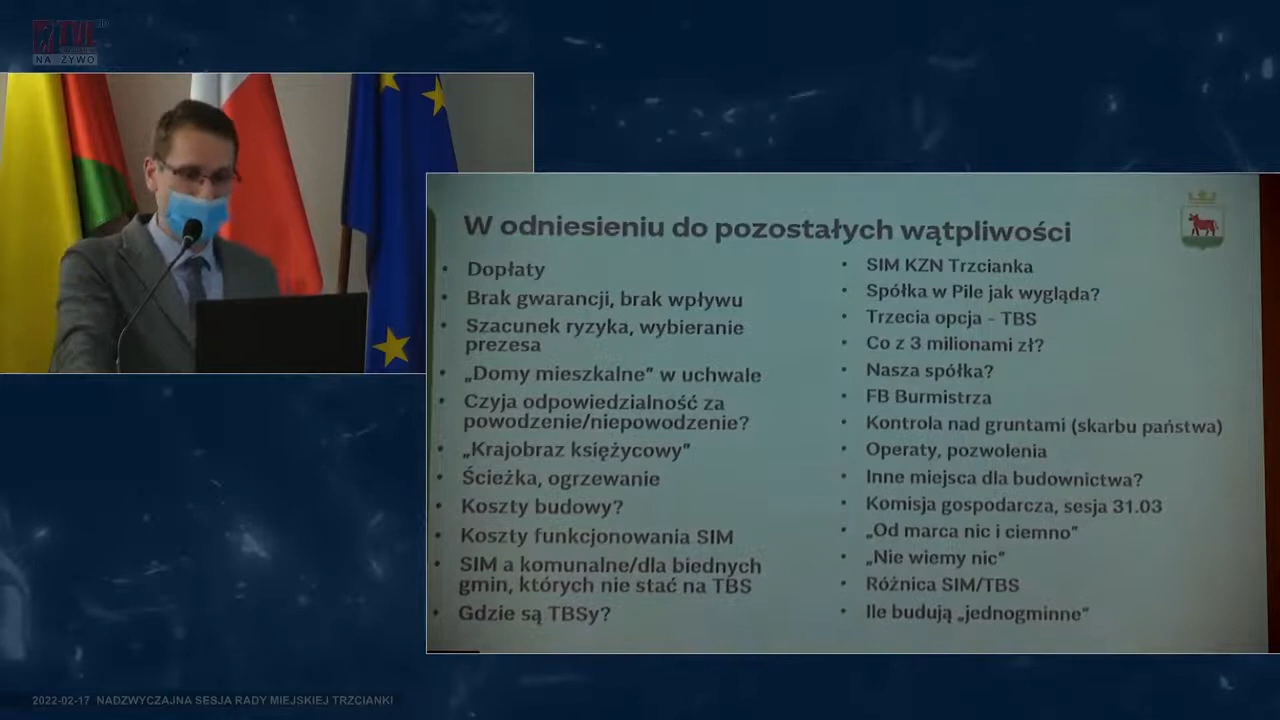 TVL
NA ŻYWO
W odniesieniu do pozostałych wątpliwości
• Dopłaty
• Brak gwarancji, brak wpływu
• Szacunek ryzyka, wybieranie
prezesa
• „Domy mieszkalne” w uchwale
• Czyja odpowiedzialność za
powodzenie/niepowodzenie?
• „Krajobraz księżycowy”
• Ścieżka, ogrzewanie
• Koszty budowy?
• Koszty funkcjonowania SIM
• SIM a komunalne/dla biednych
gmin, których nie stać na TBS
• Gdzie są TBSy?
• SIM KZN Trzcianka
• Spółka w Pile jak wygląda?
• Trzecia opcja - TBS
• Co z 3 milionami zł?
• Nasza spółka?
• FB Burmistrza
• Kontrola nad gruntami (skarbu państwa)
• Operaty, pozwolenia
• Inne miejsca dla budownictwa?
• Komisja gospodarcza, sesja 31.03
• „Od marca nic i ciemno”
• „Nie wiemy nic”
• Różnica SIM/TBS
• Ile budują „jednogminne”
2022-02-17 NADZWYCZAJNA SESJA RADY MIEJSKIEJ TRZCIANKI